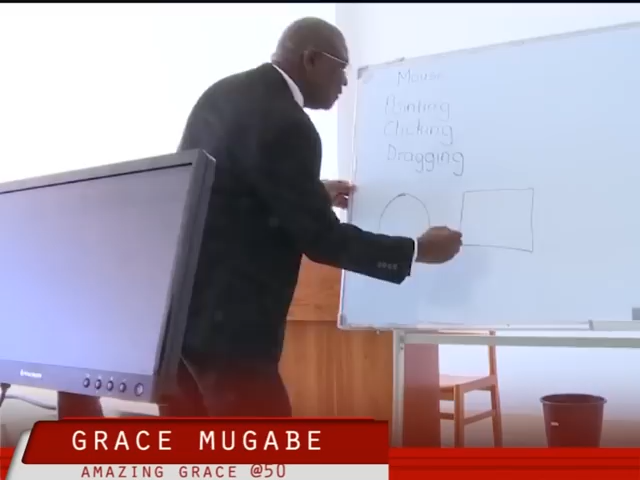 Mouse
Pointing
Clicking
Dragging
GRACE MUGABE
AMAZING GRACE @50